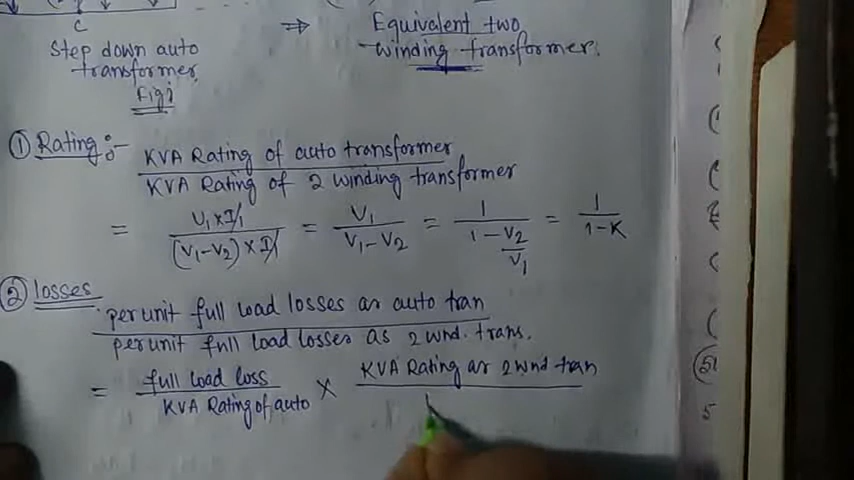 C
Step down auto
transformer
Fig i
⇒ Equivalent two
winding transformer.
① Rating :- KVA Rating of auto transformer
KVA Rating of 2 winding transformer
= V1 × I1 / (V1-V2) × I1 = V1 / V1-V2 = 1 / 1 - V2/V1 = 1 / 1-K
② losses
per unit full load losses as auto tran
per unit full load losses as 2 wnd. trans.
= full load loss / KVA Rating of auto × KVA Rating as 2 wnd tran